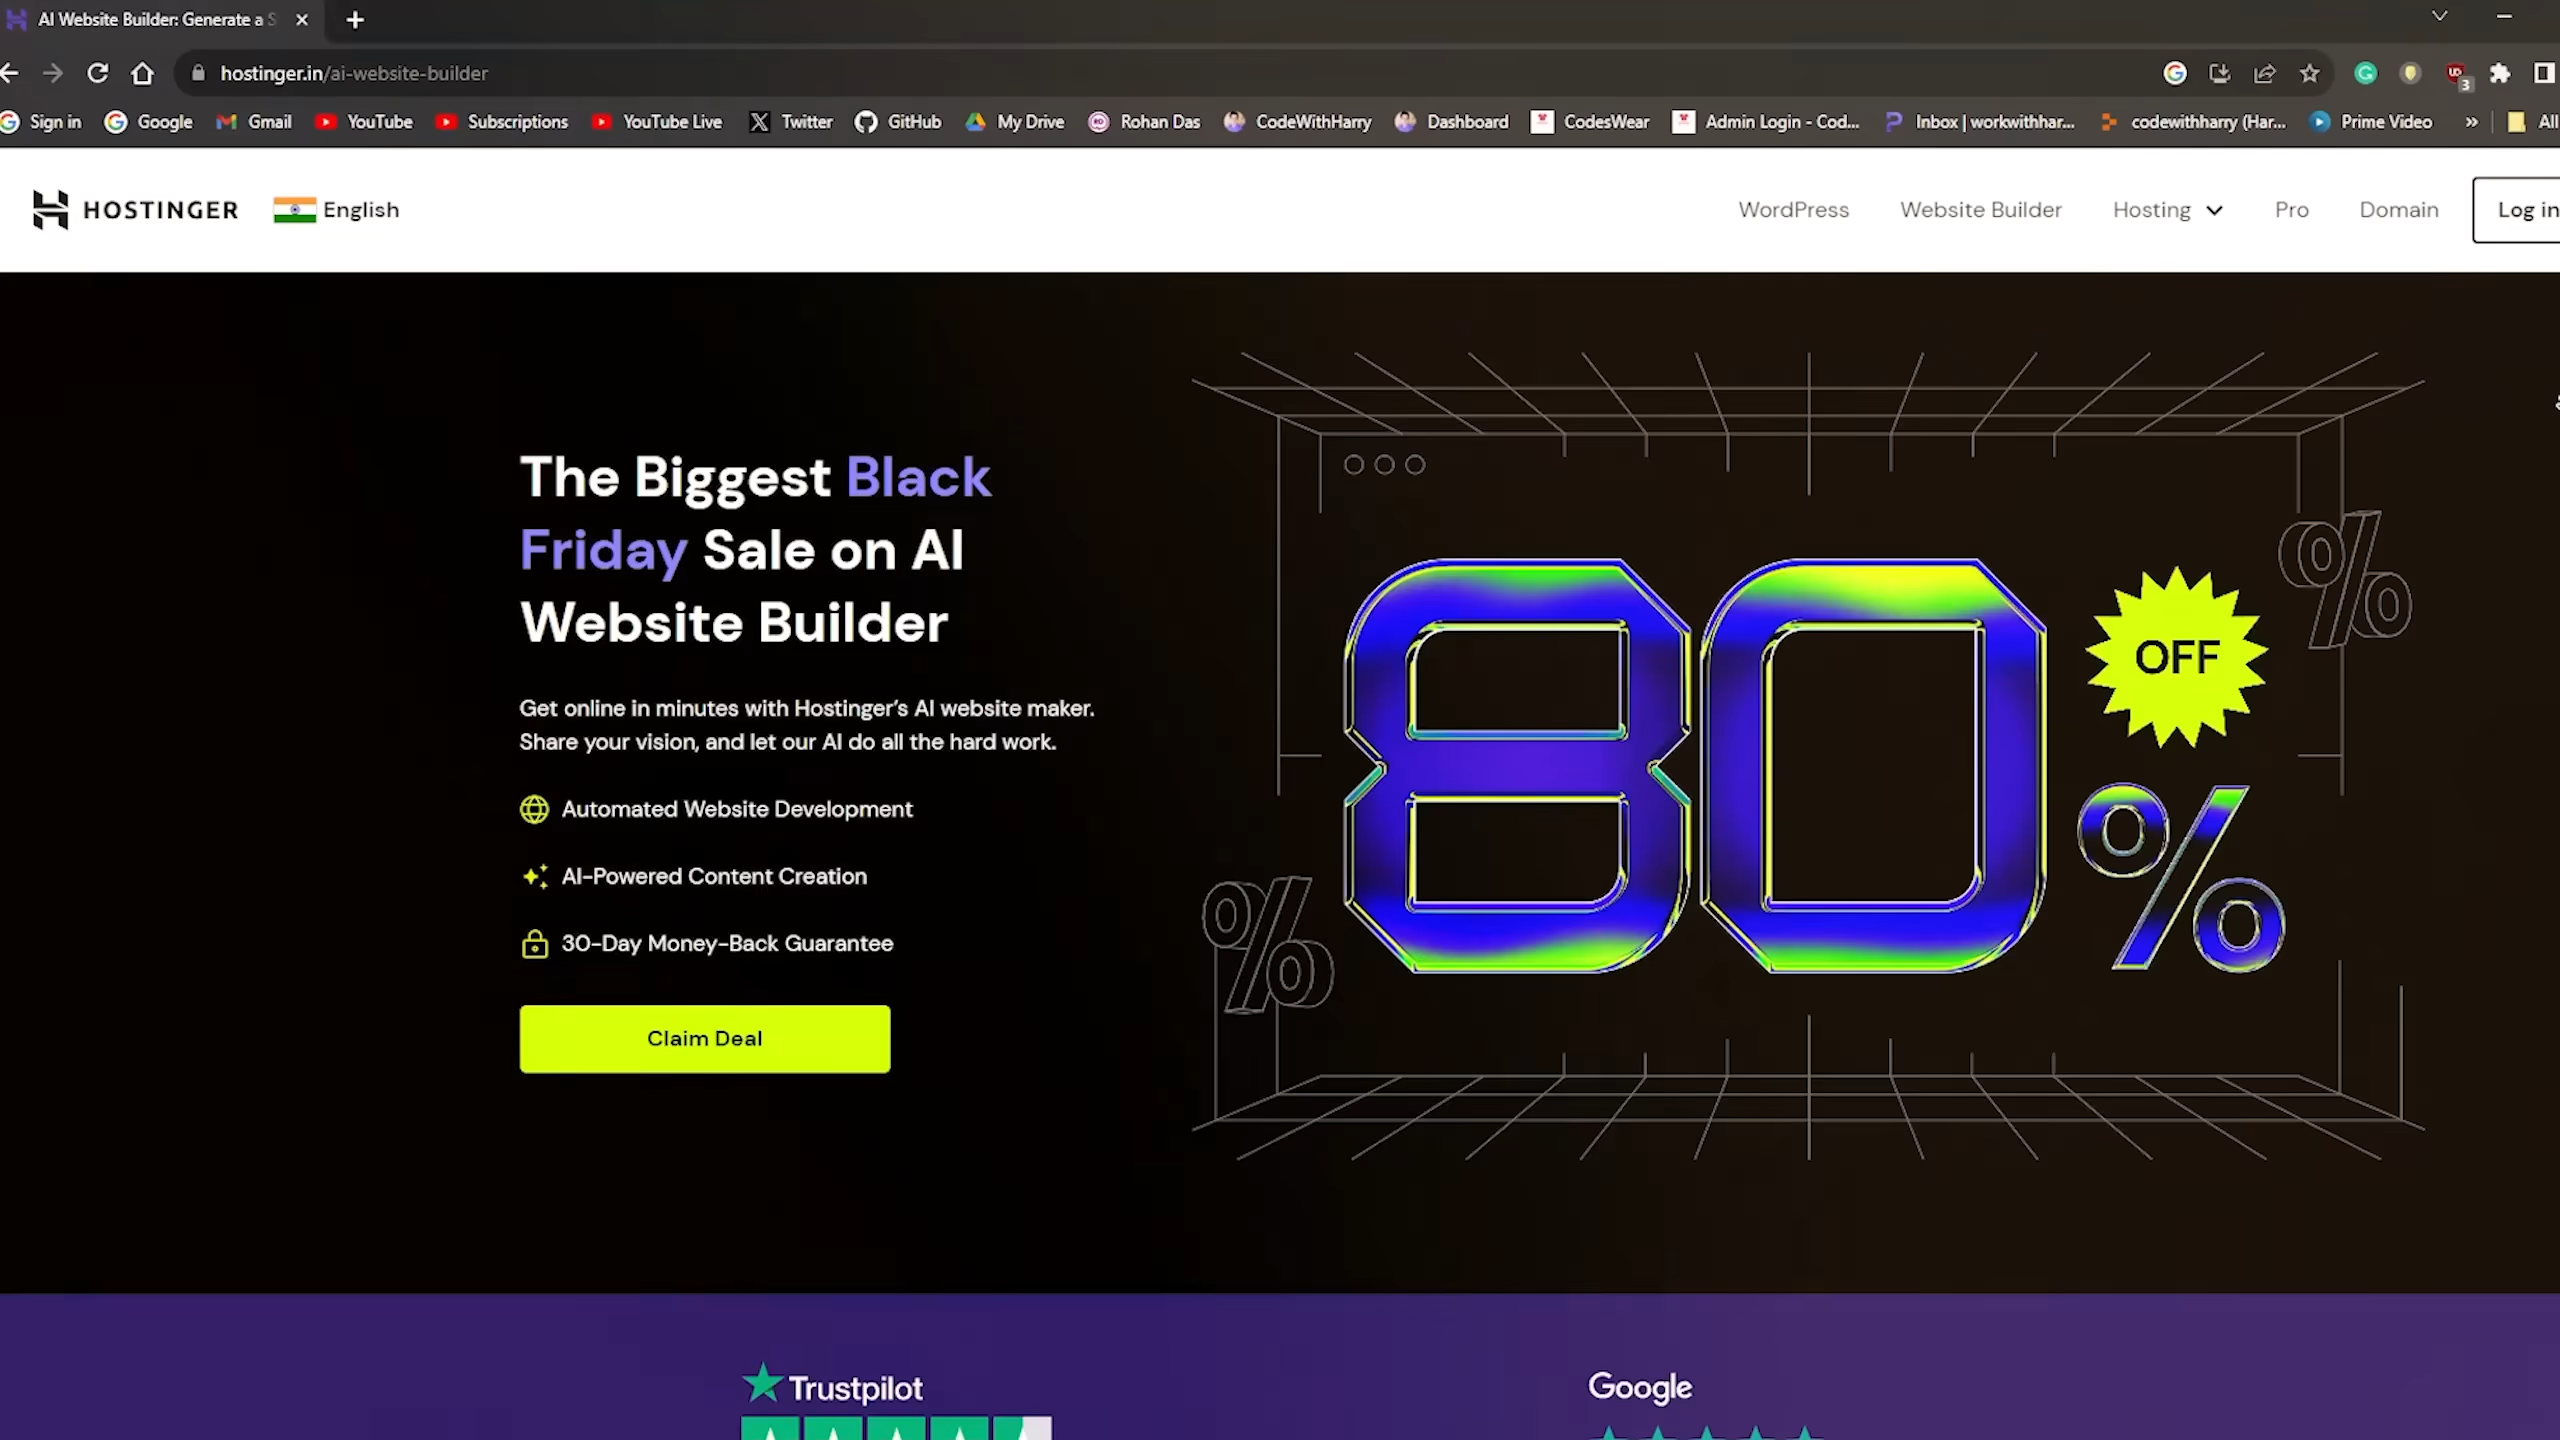 AI Website Builder: Generate a S
hostinger.in/ai-website-builder
3
Sign in Google Gmail YouTube Subscriptions YouTube Live Twitter GitHub My Drive Rohan Das CodeWithHarry Dashboard CodesWear Admin Login - Cod... Inbox | workwithhar... codewithharry (Har... Prime Video » All
HOSTINGER English WordPress Website Builder Hosting Pro Domain Log in
The Biggest Black
Friday Sale on AI
Website Builder
Get online in minutes with Hostinger’s AI website maker.
Share your vision, and let our AI do all the hard work.
Automated Website Development
AI-Powered Content Creation
30-Day Money-Back Guarantee
Claim Deal
80%
OFF
%
%
Trustpilot
Google